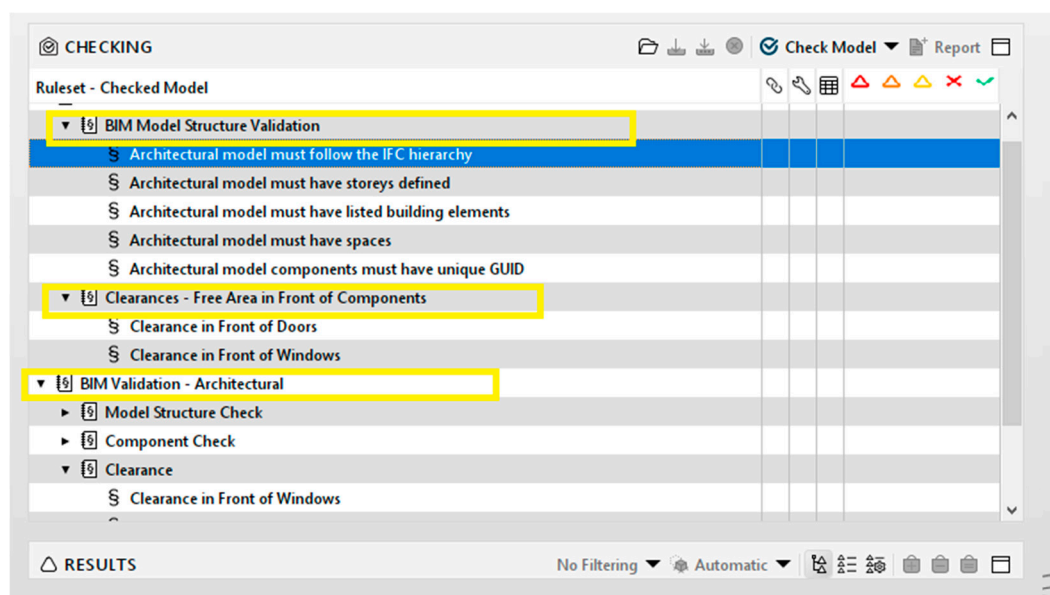 CHECKING
Check Model Report
Ruleset - Checked Model
BIM Model Structure Validation
§ Architectural model must follow the IFC hierarchy
§ Architectural model must have storeys defined
§ Architectural model must have listed building elements
§ Architectural model must have spaces
§ Architectural model components must have unique GUID
Clearances - Free Area in Front of Components
§ Clearance in Front of Doors
§ Clearance in Front of Windows
BIM Validation - Architectural
Model Structure Check
Component Check
Clearance
§ Clearance in Front of Windows
RESULTS
No Filtering Automatic